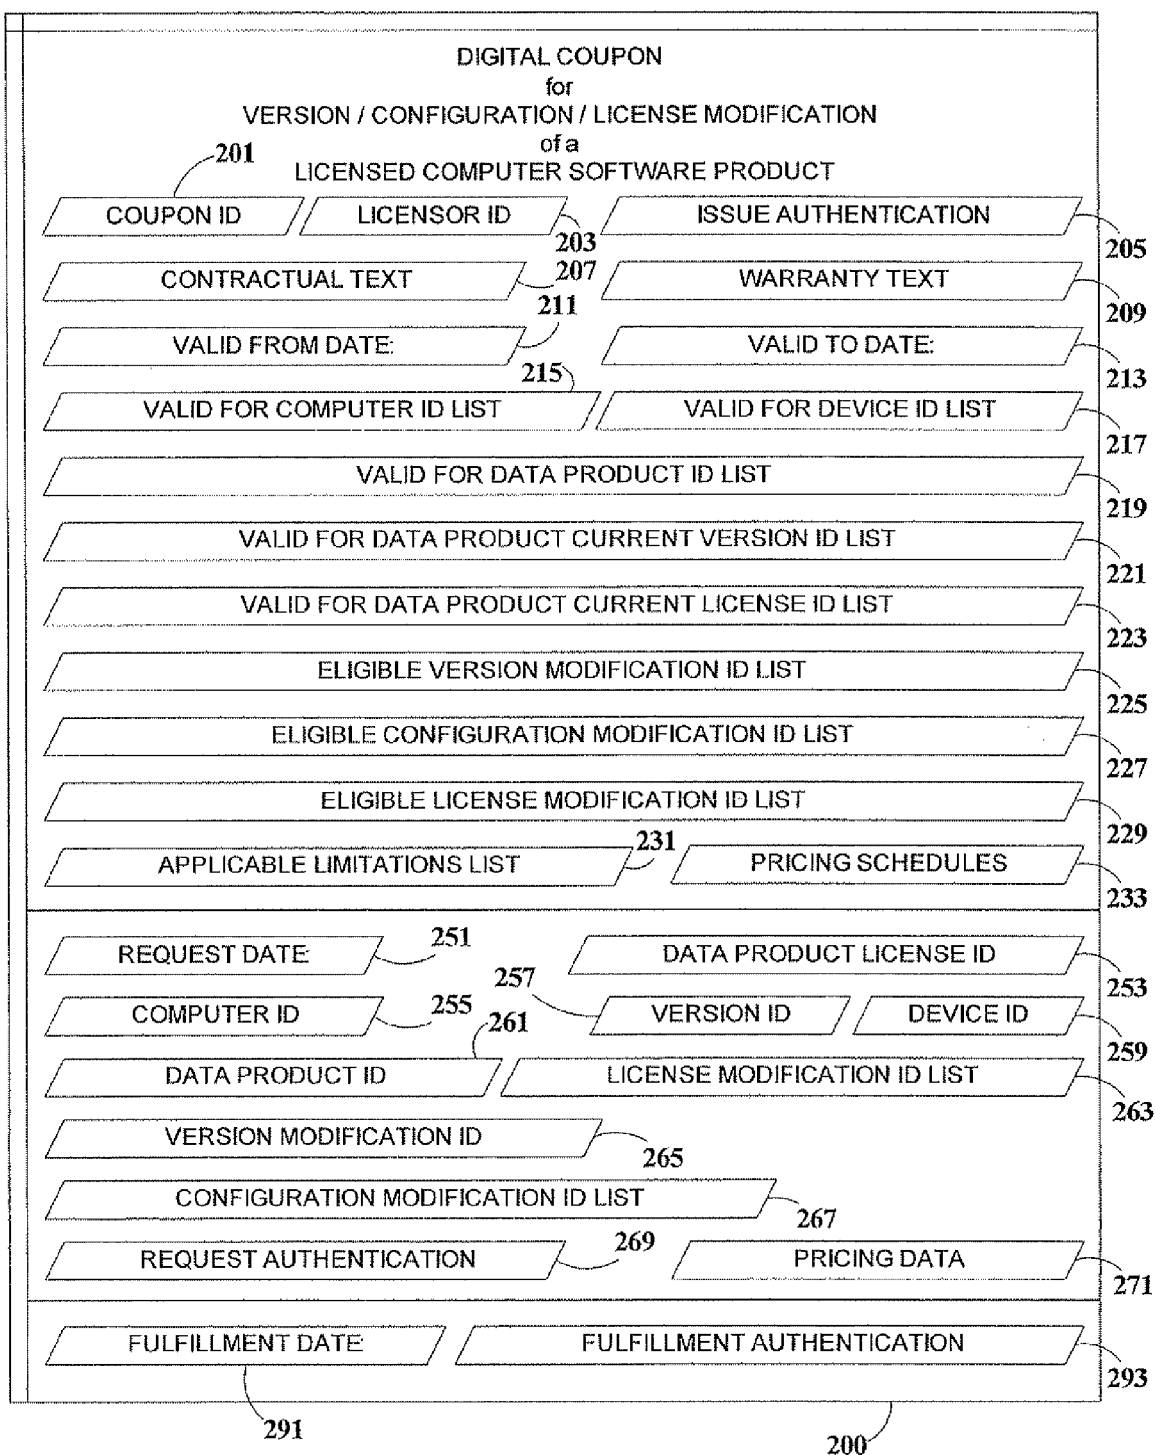 DIGITAL COUPON
for
VERSION / CONFIGURATION / LICENSE MODIFICATION
of a
201
LICENSED COMPUTER SOFTWARE PRODUCT
COUPON ID LICENSOR ID ISSUE AUTHENTICATION
203 205
CONTRACTUAL TEXT 207 WARRANTY TEXT
211 209
VALID FROM DATE: VALID TO DATE:
215 213
VALID FOR COMPUTER ID LIST VALID FOR DEVICE ID LIST
217
VALID FOR DATA PRODUCT ID LIST
219
VALID FOR DATA PRODUCT CURRENT VERSION ID LIST
221
VALID FOR DATA PRODUCT CURRENT LICENSE ID LIST
223
ELIGIBLE VERSION MODIFICATION ID LIST
225
ELIGIBLE CONFIGURATION MODIFICATION ID LIST
227
ELIGIBLE LICENSE MODIFICATION ID LIST
229
APPLICABLE LIMITATIONS LIST 231 PRICING SCHEDULES
233
REQUEST DATE: 251 DATA PRODUCT LICENSE ID
257 253
COMPUTER ID 255 VERSION ID DEVICE ID
261 259
DATA PRODUCT ID LICENSE MODIFICATION ID LIST
263
VERSION MODIFICATION ID
265
CONFIGURATION MODIFICATION ID LIST
267
REQUEST AUTHENTICATION 269 PRICING DATA
271
FULFILLMENT DATE: FULFILLMENT AUTHENTICATION
293
291
200